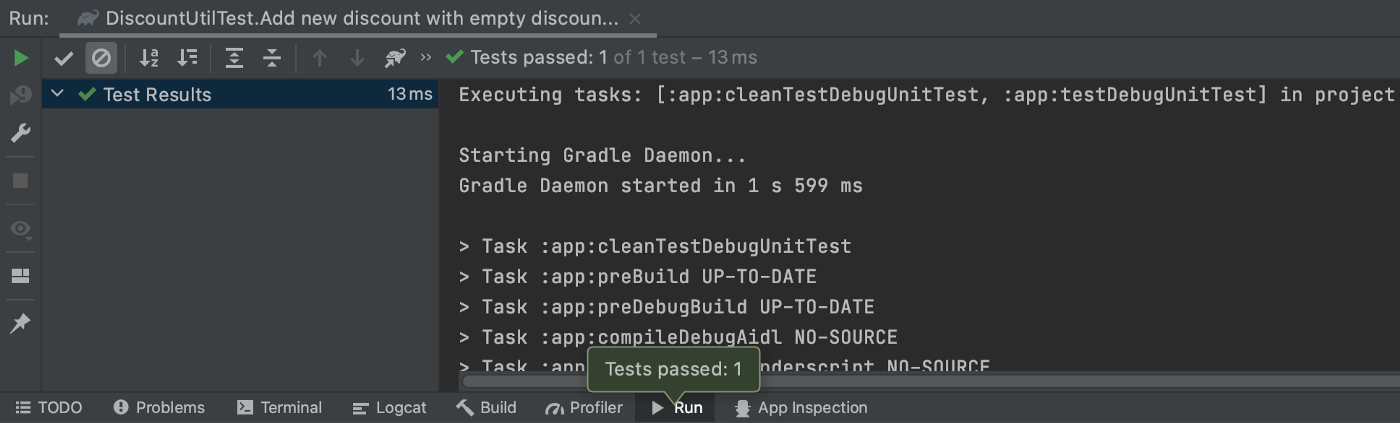 Run: DiscountUtilTest.Add new discount with empty discoun...
Tests passed: 1 of 1 test – 13 ms
Test Results 13 ms
Executing tasks: [:app:cleanTestDebugUnitTest, :app:testDebugUnitTest] in project
Starting Gradle Daemon...
Gradle Daemon started in 1 s 599 ms
> Task :app:cleanTestDebugUnitTest
> Task :app:preBuild UP-TO-DATE
> Task :app:preDebugBuild UP-TO-DATE
> Task :app:compileDebugAidl NO-SOURCE
> Task :app nderscript NO-SOURCE
Tests passed: 1
TODO Problems Terminal Logcat Build Profiler Run App Inspection